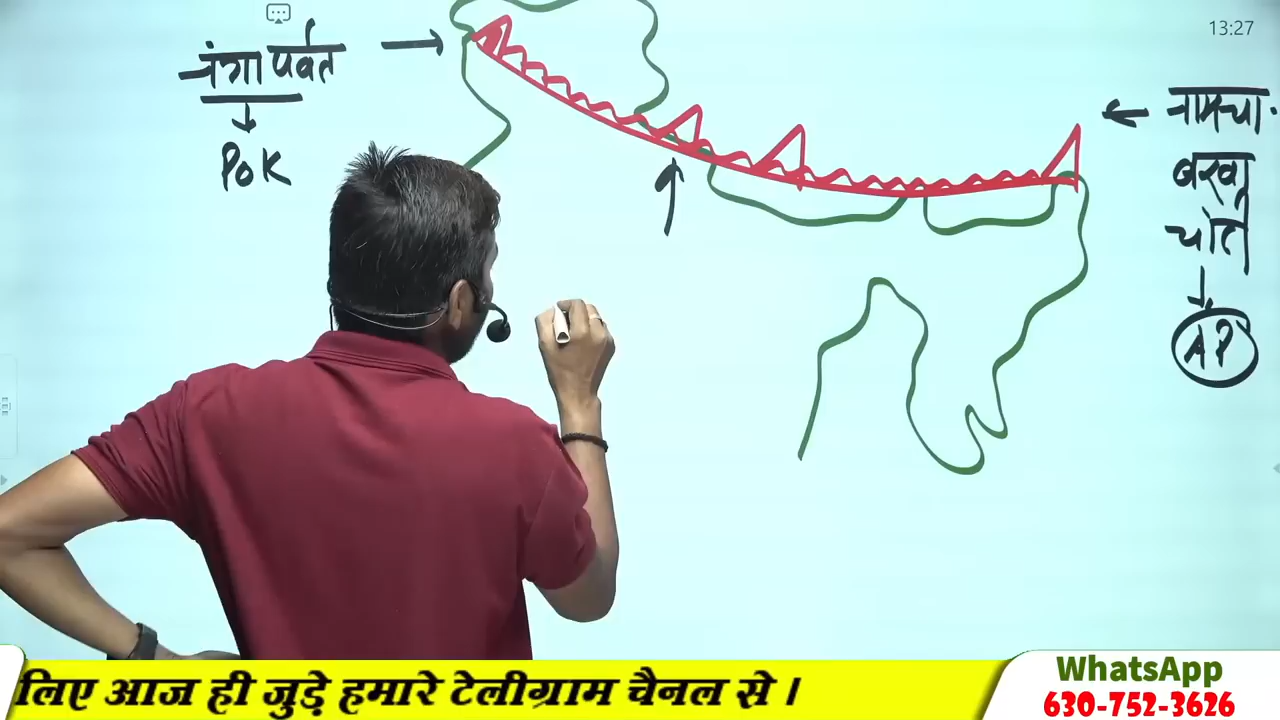 13:27
नंगा पर्वत
PoK
नामचा
बरवा
चोटी
AP
लिए आज ही जुड़े हमारे टेलीग्राम चैनल से ।
WhatsApp
630-752-3626